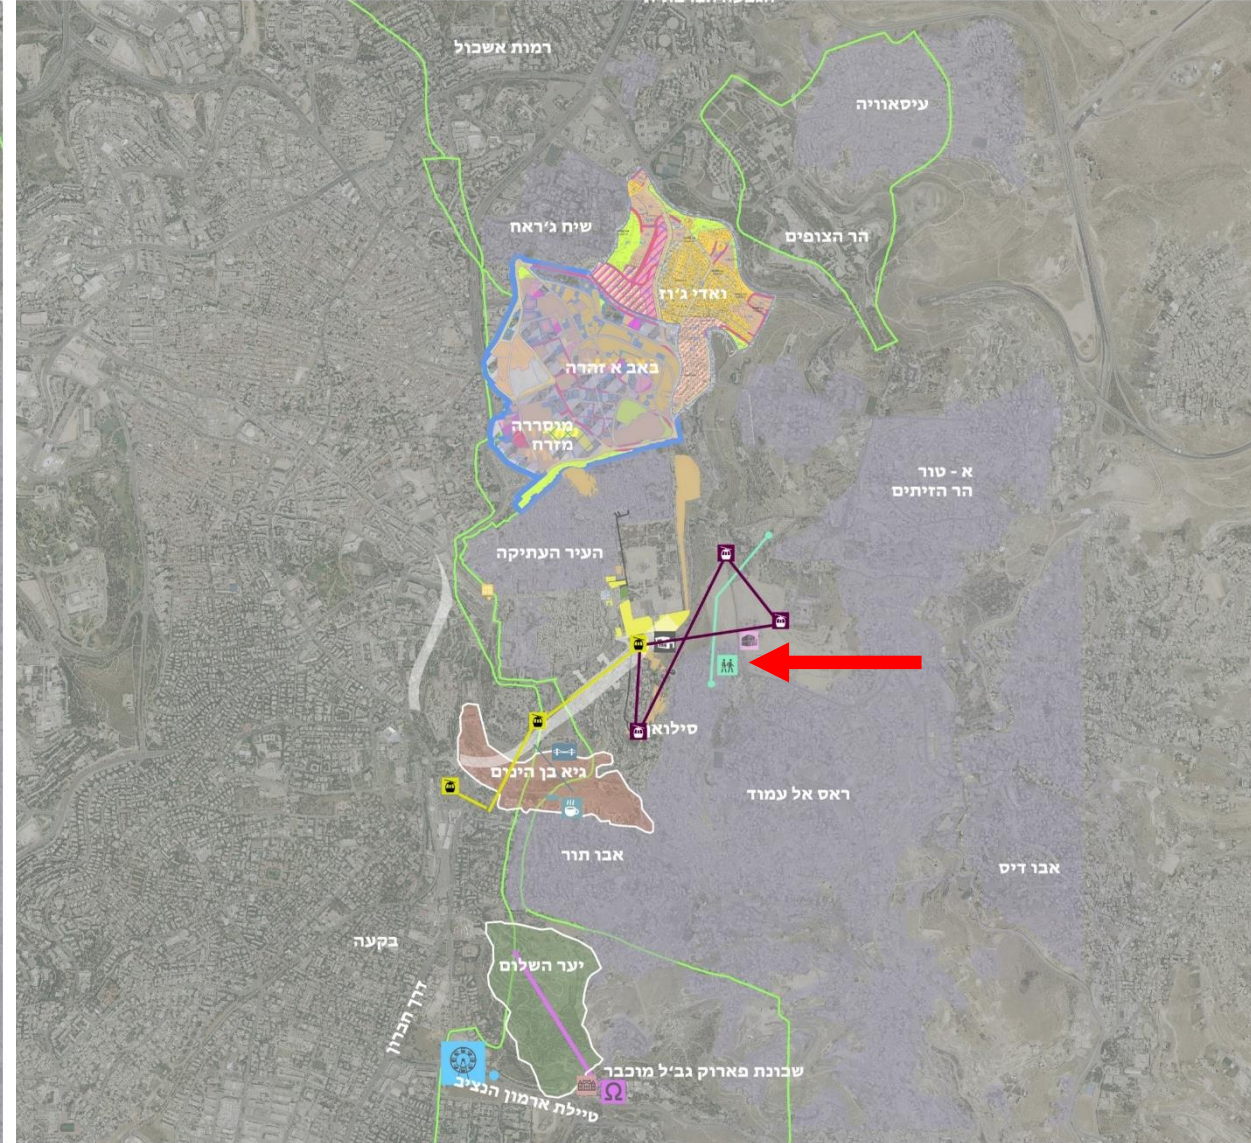 רמות אשכול
עיסאוויה
שיח ג'ראח
הר הצופים
ואדי ג'וז
באב א זהרה
מוסררה
מזרח
א - טור
הר הזיתים
העיר העתיקה
סילואן
גיא בן הינום
ראס אל עמוד
אבו תור
אבו דיס
בקעה
יער השלום
דרך חברון
שכונת פארוק גב'ל מוכבר
טיילת ארמון הנציב